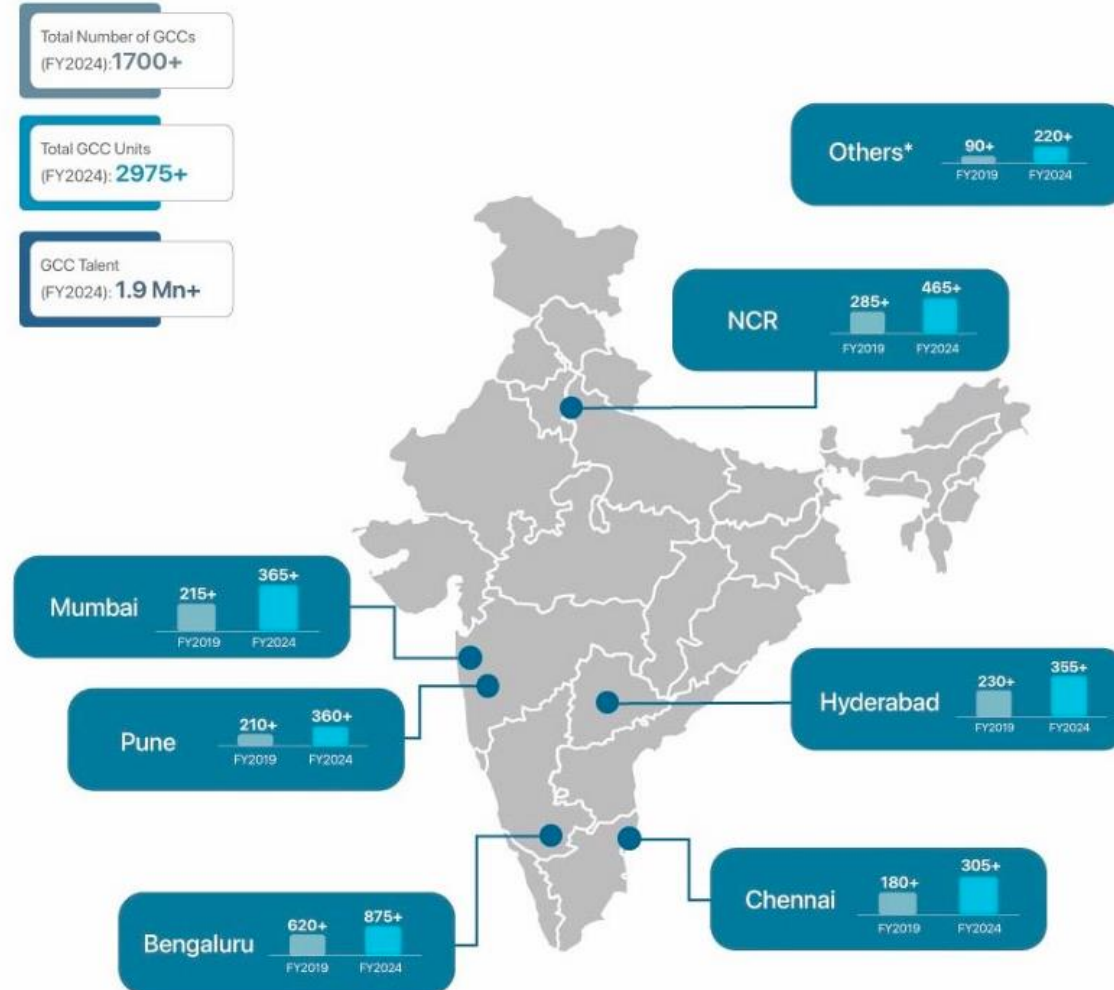 Total Number of GCCs
(FY2024): 1700+
Total GCC Units
(FY2024): 2975+
GCC Talent
(FY2024): 1.9 Mn+
Others*
90+
220+
FY2019
FY2024
NCR
285+
465+
FY2019
FY2024
Mumbai
215+
365+
FY2019
FY2024
Pune
210+
360+
FY2019
FY2024
Hyderabad
230+
355+
FY2019
FY2024
Bengaluru
620+
875+
FY2019
FY2024
Chennai
180+
305+
FY2019
FY2024